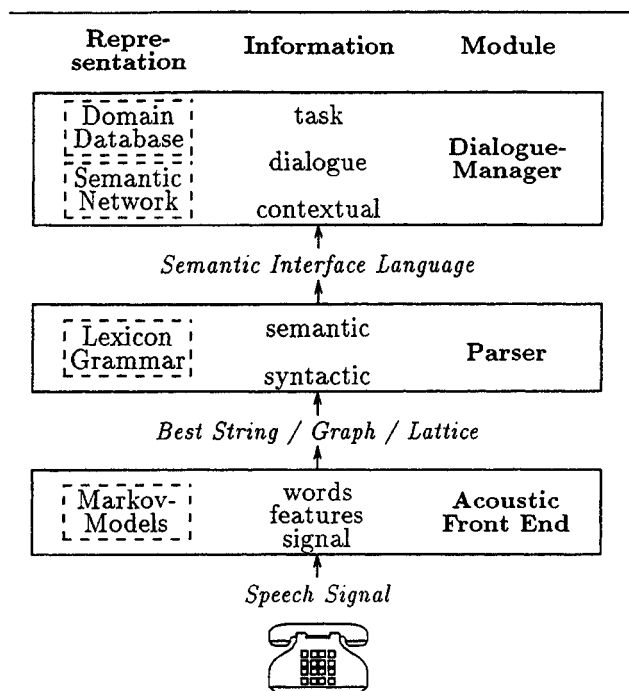 Repre-
sentation Information Module
Domain
Database
Semantic
Network
task
dialogue
contextual
Dialogue-
Manager
Semantic Interface Language
Lexicon
Grammar
semantic
syntactic
Parser
Best String / Graph / Lattice
Markov-
Models
words
features
signal
Acoustic
Front End
Speech Signal